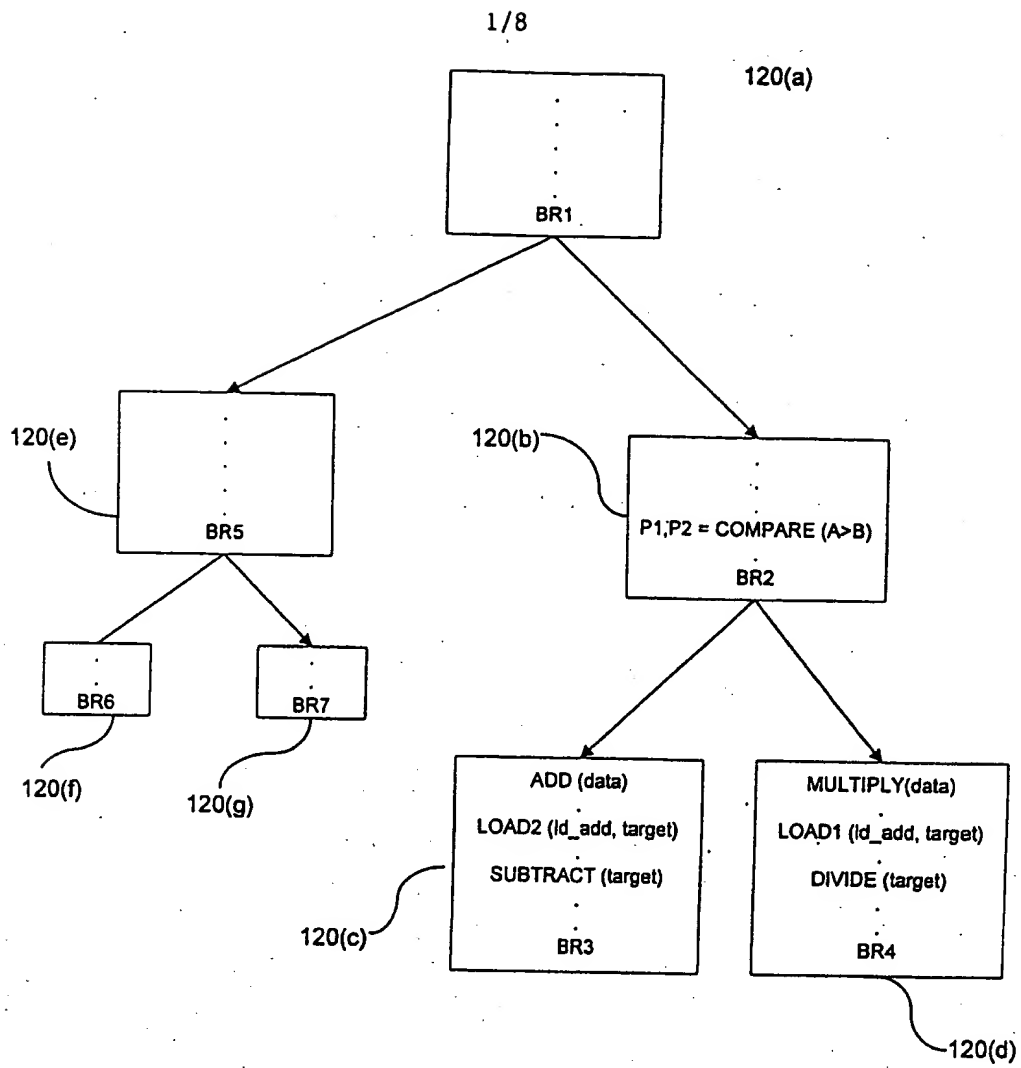 1/8
120(a)
BR1
120(e)
BR5
120(b)
P1,P2 = COMPARE (A>B)
BR2
BR6
BR7
120(f)
120(g)
ADD (data)
LOAD2 (ld_add, target)
SUBTRACT (target)
BR3
120(c)
MULTIPLY(data)
LOAD1 (ld_add, target)
DIVIDE (target)
BR4
120(d)